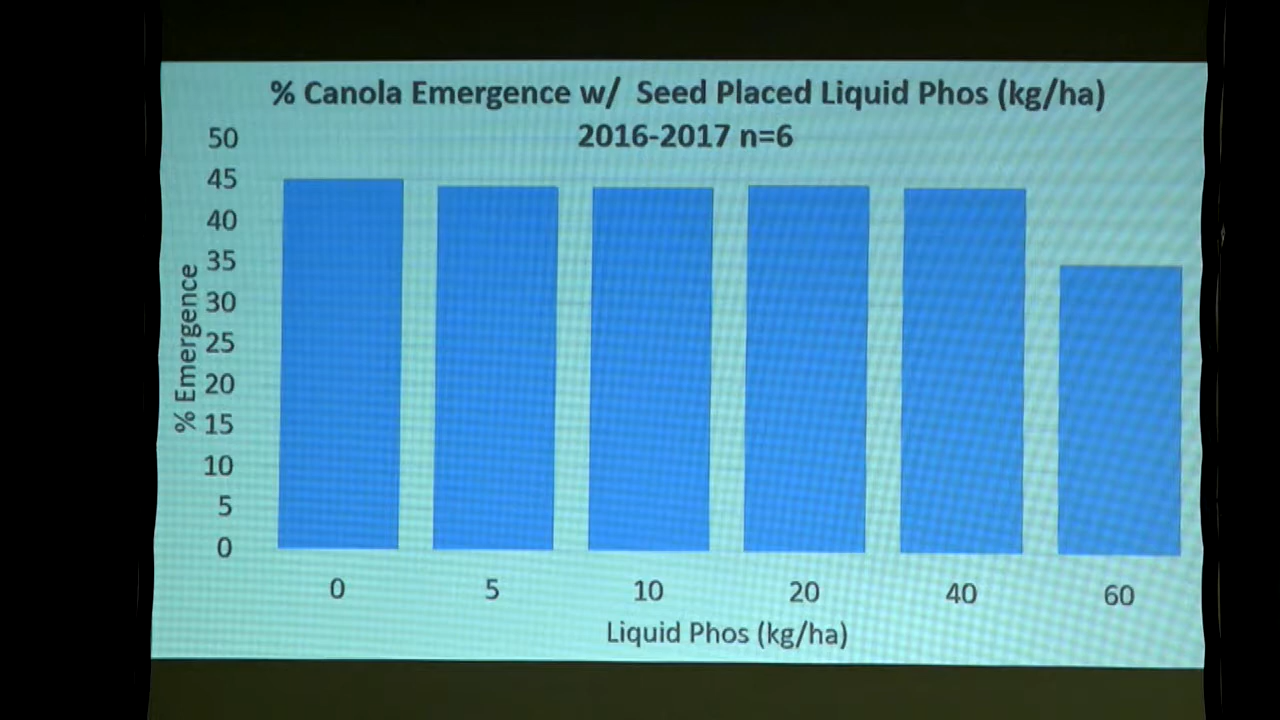 % Canola Emergence w/ Seed Placed Liquid Phos (kg/ha)
2016-2017 n=6
50
45
40
35
30
25
20
15
10
5
0
% Emergence
0 5 10 20 40 60
Liquid Phos (kg/ha)